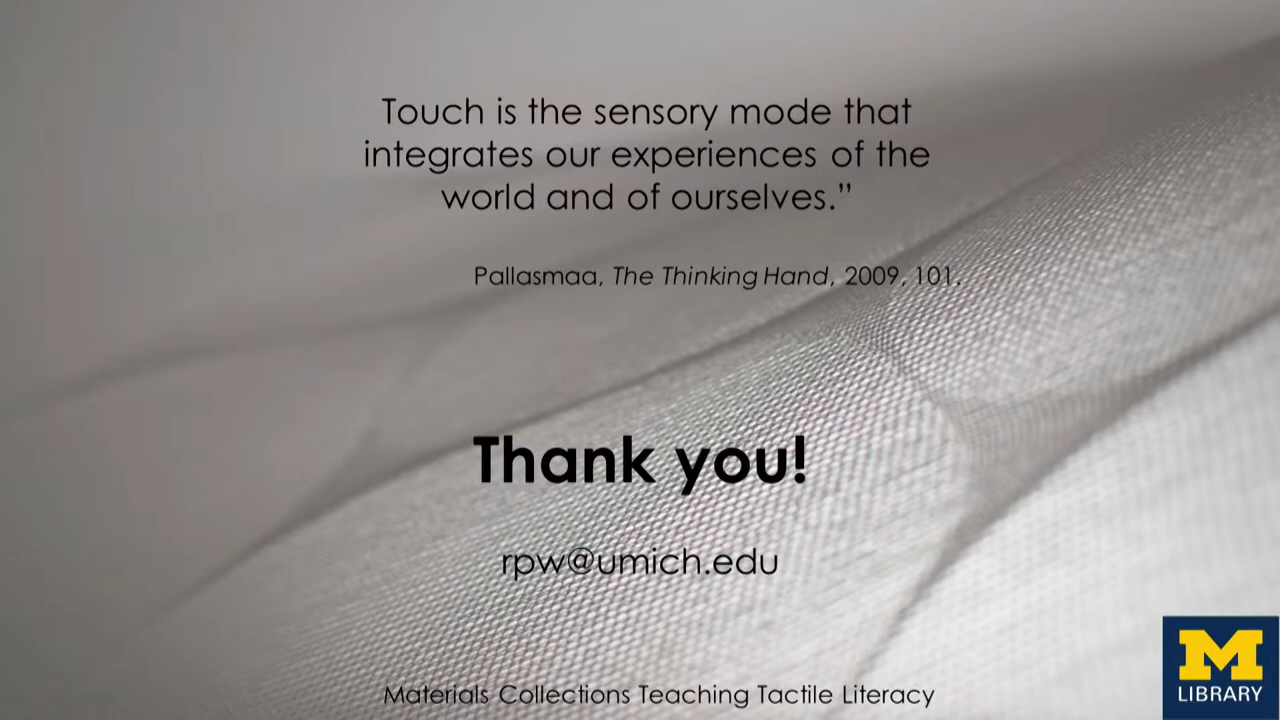 Touch is the sensory mode that
integrates our experiences of the
world and of ourselves.”
Pallasmaa, The Thinking Hand, 2009, 101.
Thank you!
rpw@umich.edu
Materials Collections Teaching Tactile Literacy
M
LIBRARY